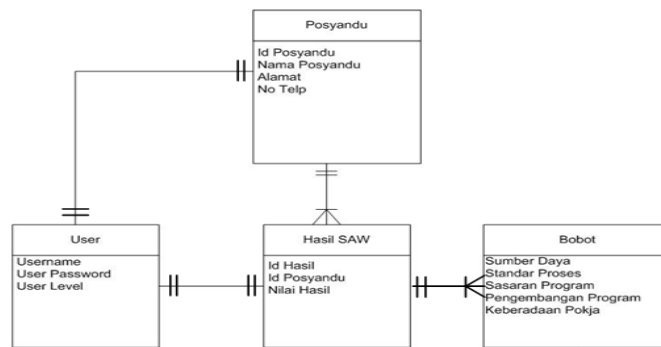 Posyandu
Id Posyandu
Nama Posyandu
Alamat
No Telp
User
Username
User Password
User Level
Hasil SAW
Id Hasil
Id Posyandu
Nilai Hasil
Bobot
Sumber Daya
Standar Proses
Sasaran Program
Pengembangan Program
Keberadaan Pokja